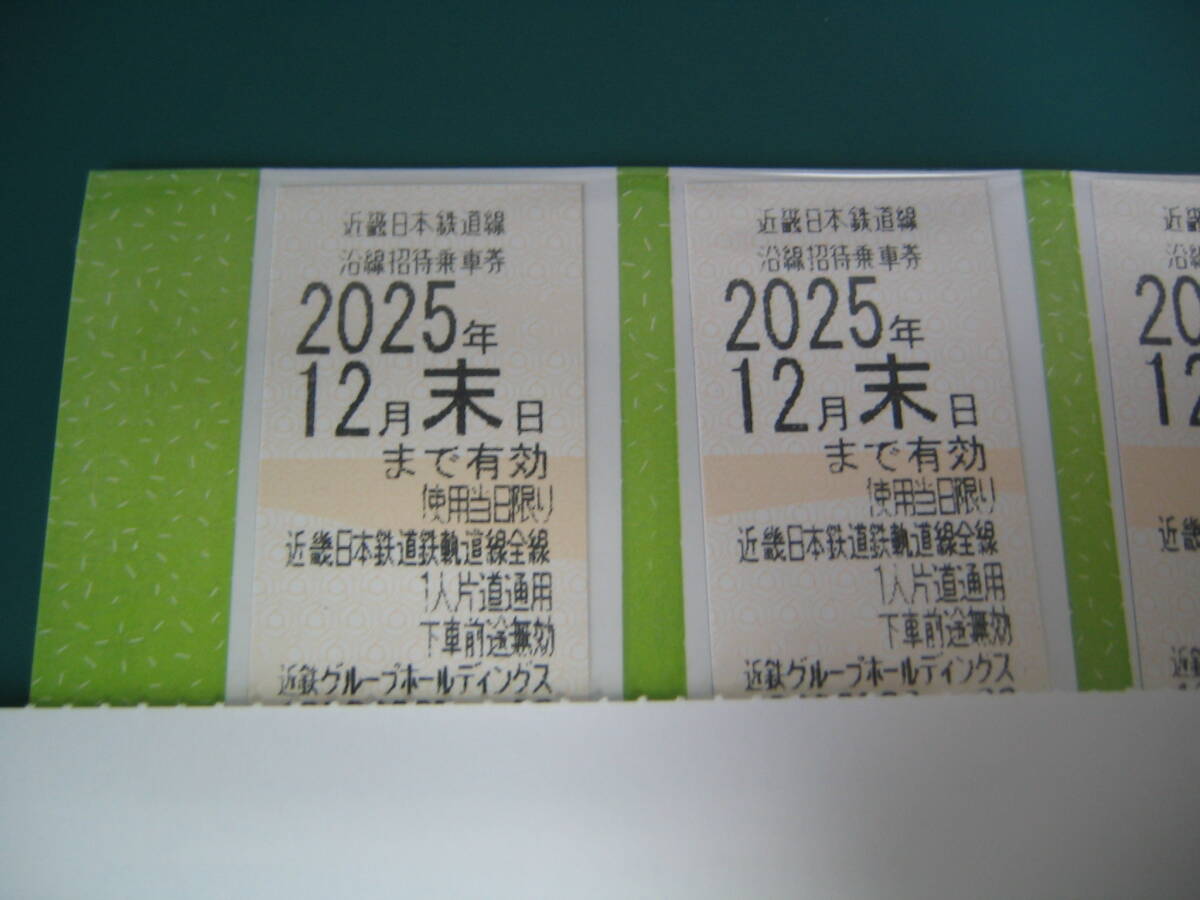 近畿日本鉄道線
沿線招待乗車券
2025年
12月末日
まで有効
使用当日限り
近畿日本鉄道鉄軌道線全線
1人片道通用
下車前途無効
近鉄グループホールディングス
近畿日本鉄道線
沿線招待乗車券
2025年
12月末日
まで有効
使用当日限り
近畿日本鉄道鉄軌道線全線
1人片道通用
下車前途無効
近鉄グループホールディングス
近
沿
20
12
近
近鉄